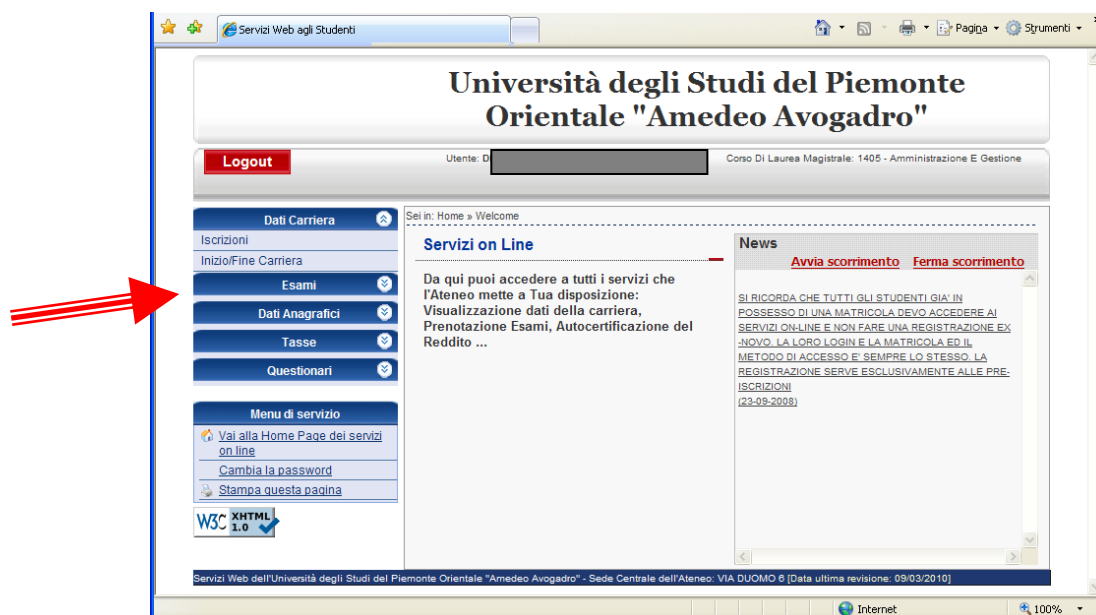 Servizi Web agli Studenti
Pagina
Strumenti
Università degli Studi del Piemonte
Orientale "Amedeo Avogadro"
Logout
Utente: D
Corso Di Laurea Magistrale: 1405 - Amministrazione E Gestione
Dati Carriera
Iscrizioni
Inizio/Fine Carriera
Esami
Dati Anagrafici
Tasse
Questionari
Menu di servizio
Vai alla Home Page dei servizi
on line
Cambia la password
Stampa questa pagina
W3C XHTML
1.0
Sei in: Home » Welcome
Servizi on Line
Da qui puoi accedere a tutti i servizi che
l'Ateneo mette a Tua disposizione:
Visualizzazione dati della carriera,
Prenotazione Esami, Autocertificazione del
Reddito ...
News
Avvia scorrimento Ferma scorrimento
SI RICORDA CHE TUTTI GLI STUDENTI GIA' IN
POSSESSO DI UNA MATRICOLA DEVO ACCEDERE AI
SERVIZI ON-LINE E NON FARE UNA REGISTRAZIONE EX
-NOVO. LA LORO LOGIN E LA MATRICOLA ED IL
METODO DI ACCESSO E' SEMPRE LO STESSO. LA
REGISTRAZIONE SERVE ESCLUSIVAMENTE ALLE PRE-
ISCRIZIONI
(23-09-2008)
Servizi Web dell'Università degli Studi del Piemonte Orientale "Amedeo Avogadro" - Sede Centrale dell'Ateneo: VIA DUOMO 6 [Data ultima revisione: 09/03/2010]
Internet
100%